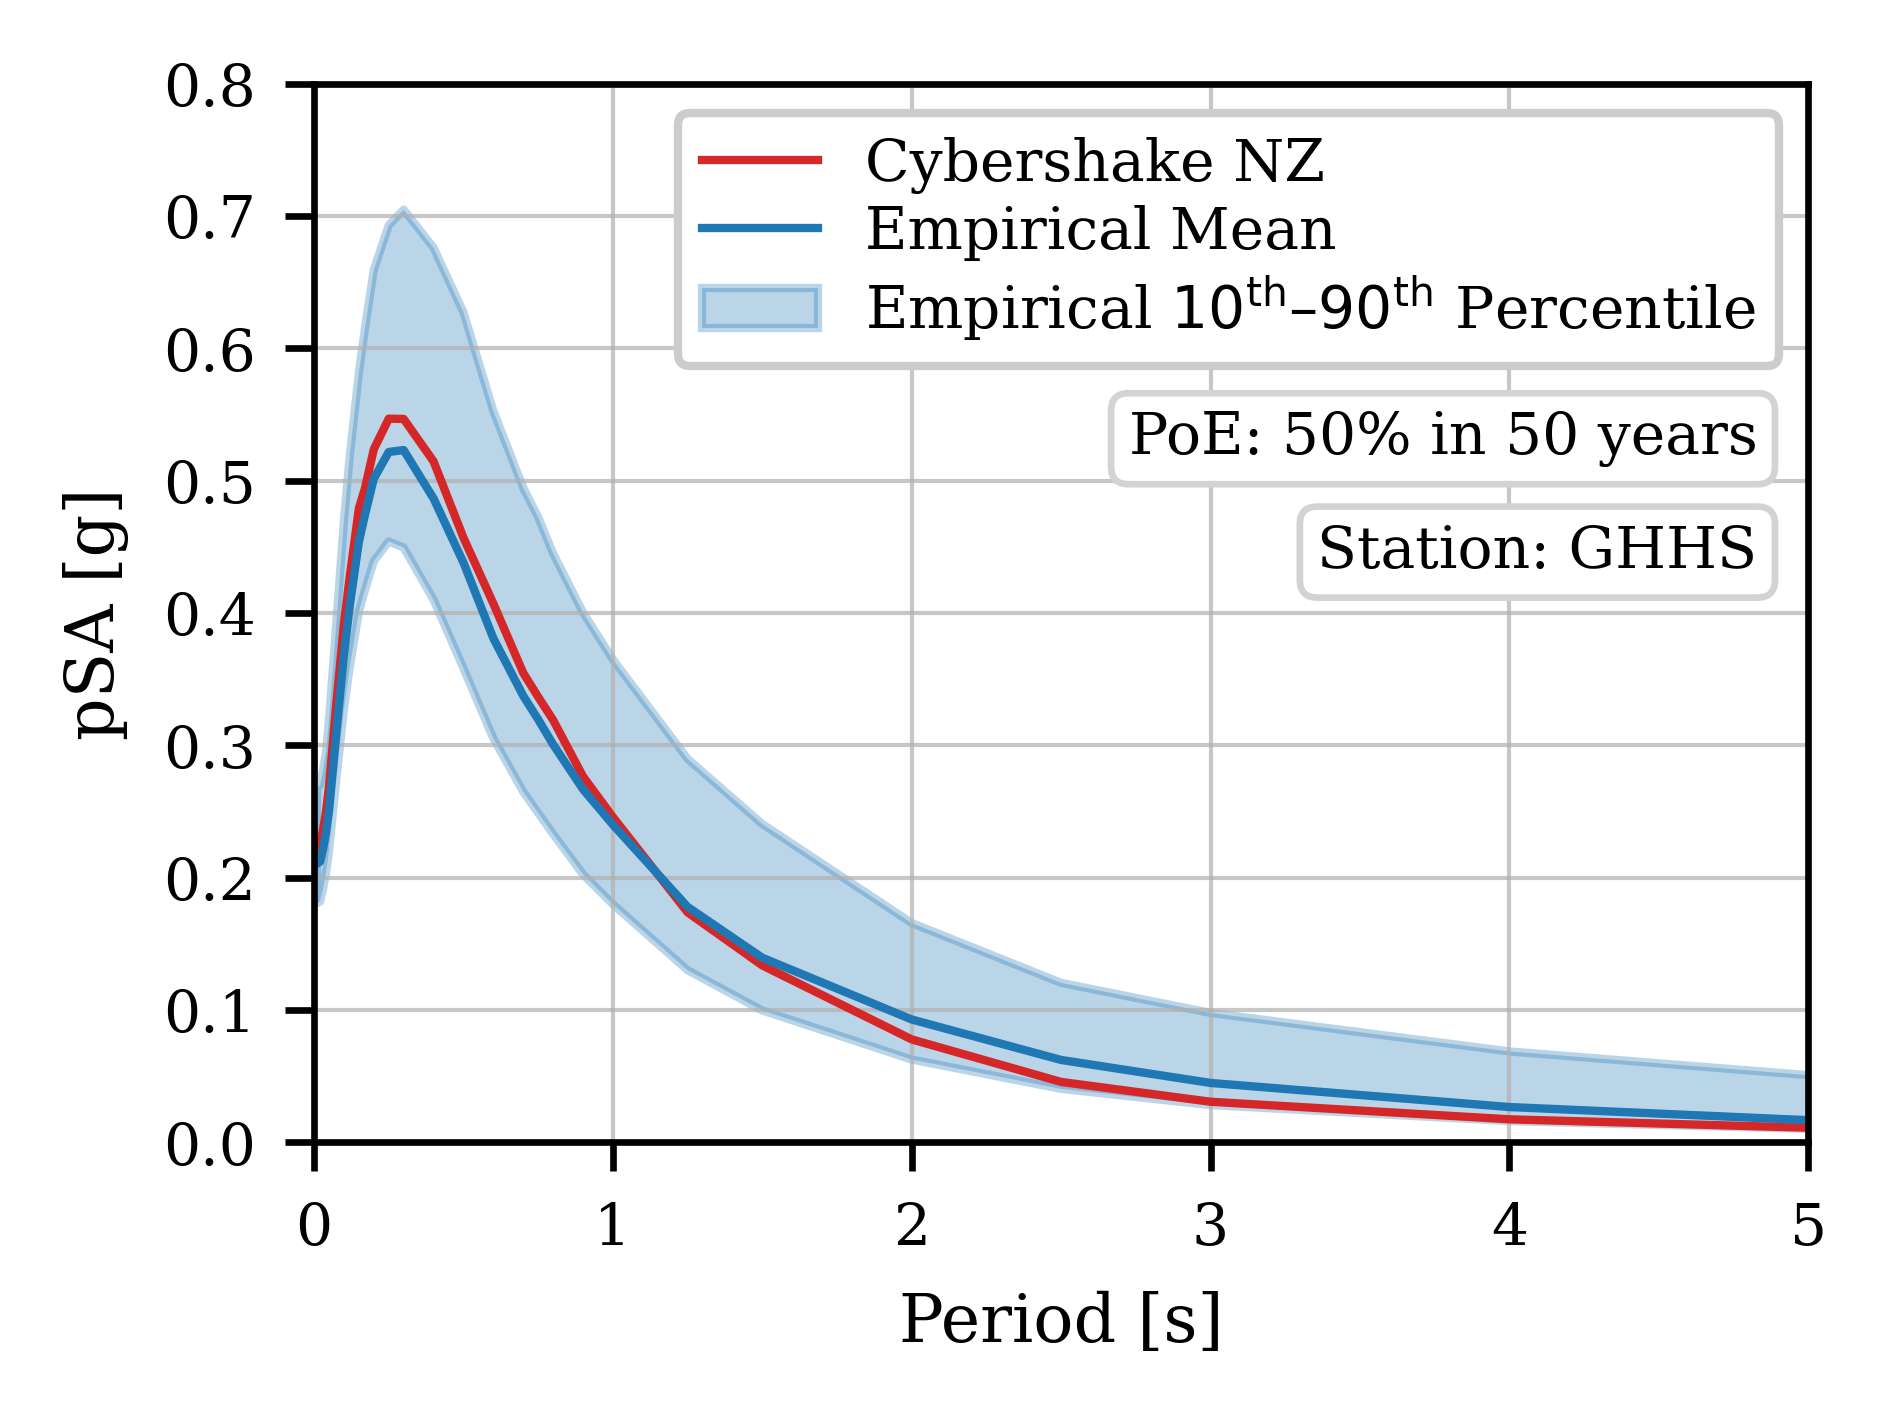 0.8
0.7
0.6
0.5
0.4
0.3
0.2
0.1
0.0
pSA [g]
Cybershake NZ
Empirical Mean
Empirical 10th–90th Percentile
PoE: 50% in 50 years
Station: GHHS
0 1 2 3 4 5
Period [s]